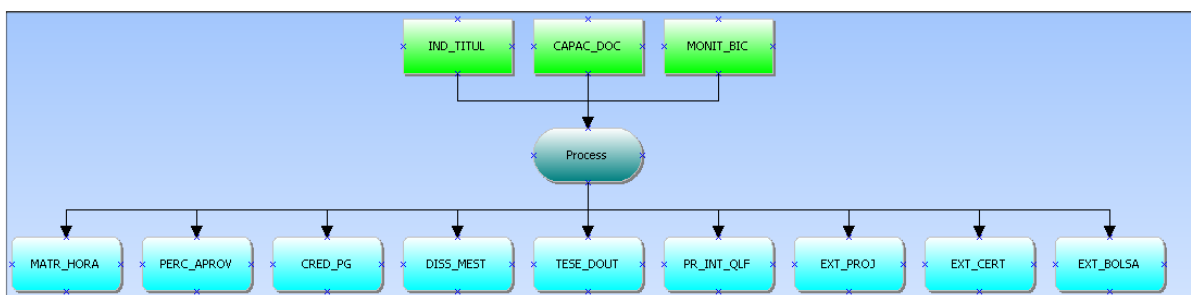 IND_TITUL CAPAC_DOC MONIT_BIC
Process
MATR_HORA PERC_APROV CRED_PG DISS_MEST TESE_DOUT PR_INT_QLF EXT_PROJ EXT_CERT EXT_BOLSA